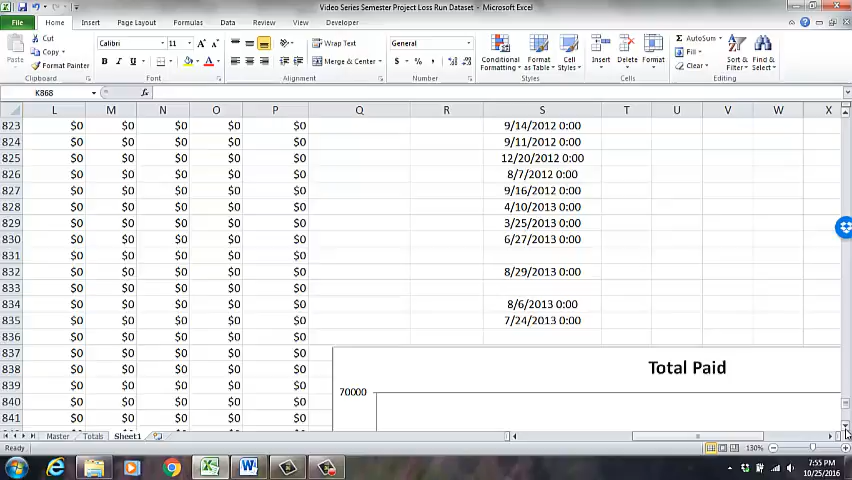 Video Series Semester Project Loss Run Dataset - Microsoft Excel
File Home Insert Page Layout Formulas Data Review View Developer
Paste Cut Copy Format Painter Clipboard
Calibri 11 A A B I U A Font
Wrap Text Merge & Center Alignment
General $ % , Number
Conditional Formatting Format as Table Cell Styles Styles
Insert Delete Format Cells
Σ AutoSum Fill Clear Sort & Filter Find & Select Editing
K868 fx
L M N O P Q R S T U V W X
823 $0 $0 $0 $0 $0 9/14/2012 0:00
824 $0 $0 $0 $0 $0 9/11/2012 0:00
825 $0 $0 $0 $0 $0 12/20/2012 0:00
826 $0 $0 $0 $0 $0 8/7/2012 0:00
827 $0 $0 $0 $0 $0 9/16/2012 0:00
828 $0 $0 $0 $0 $0 4/10/2013 0:00
829 $0 $0 $0 $0 $0 3/25/2013 0:00
830 $0 $0 $0 $0 $0 6/27/2013 0:00
831 $0 $0 $0 $0 $0
832 $0 $0 $0 $0 $0 8/29/2013 0:00
833 $0 $0 $0 $0 $0
834 $0 $0 $0 $0 $0 8/6/2013 0:00
835 $0 $0 $0 $0 $0 7/24/2013 0:00
836 $0 $0 $0 $0 $0
837 $0 $0 $0 $0 $0
838 $0 $0 $0 $0 $0 Total Paid
839 $0 $0 $0 $0 $0 70000
840 $0 $0 $0 $0 $0
841 $0 $0 $0 $0 $0
Master Totals Sheet1
Ready 130%
7:55 PM
10/25/2016